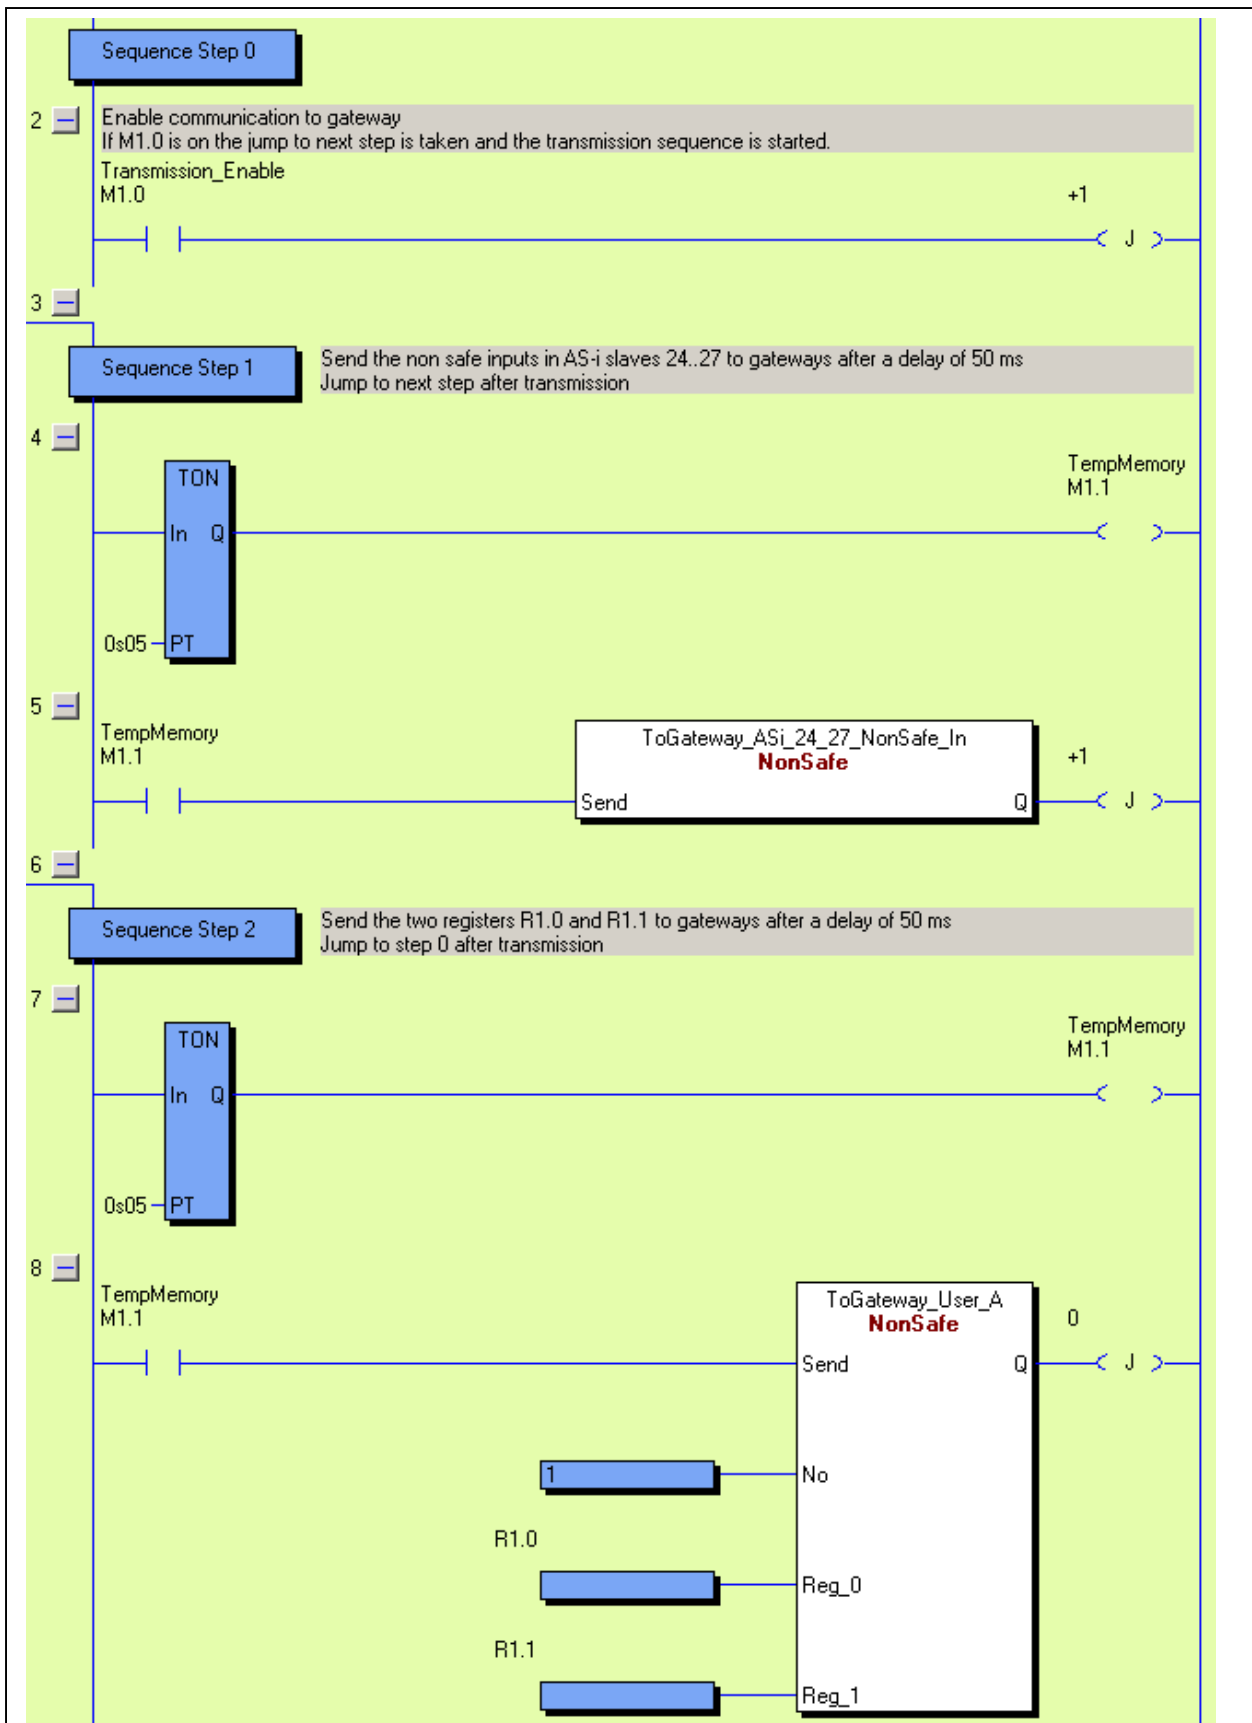 Sequence Step 0
2
Enable communication to gateway
If M1.0 is on the jump to next step is taken and the transmission sequence is started.
Transmission_Enable
M1.0
+1
J
3
Sequence Step 1
Send the non safe inputs in AS-i slaves 24..27 to gateways after a delay of 50 ms
Jump to next step after transmission
4
TON
TempMemory
M1.1
In Q
0s05
PT
5
TempMemory
M1.1
ToGateway_ASi_24_27_NonSafe_In
NonSafe
+1
Send Q
J
6
Sequence Step 2
Send the two registers R1.0 and R1.1 to gateways after a delay of 50 ms
Jump to step 0 after transmission
7
TON
TempMemory
M1.1
In Q
0s05
PT
8
TempMemory
M1.1
ToGateway_User_A
NonSafe
0
Send Q
J
1
No
R1.0
Reg_0
R1.1
Reg_1